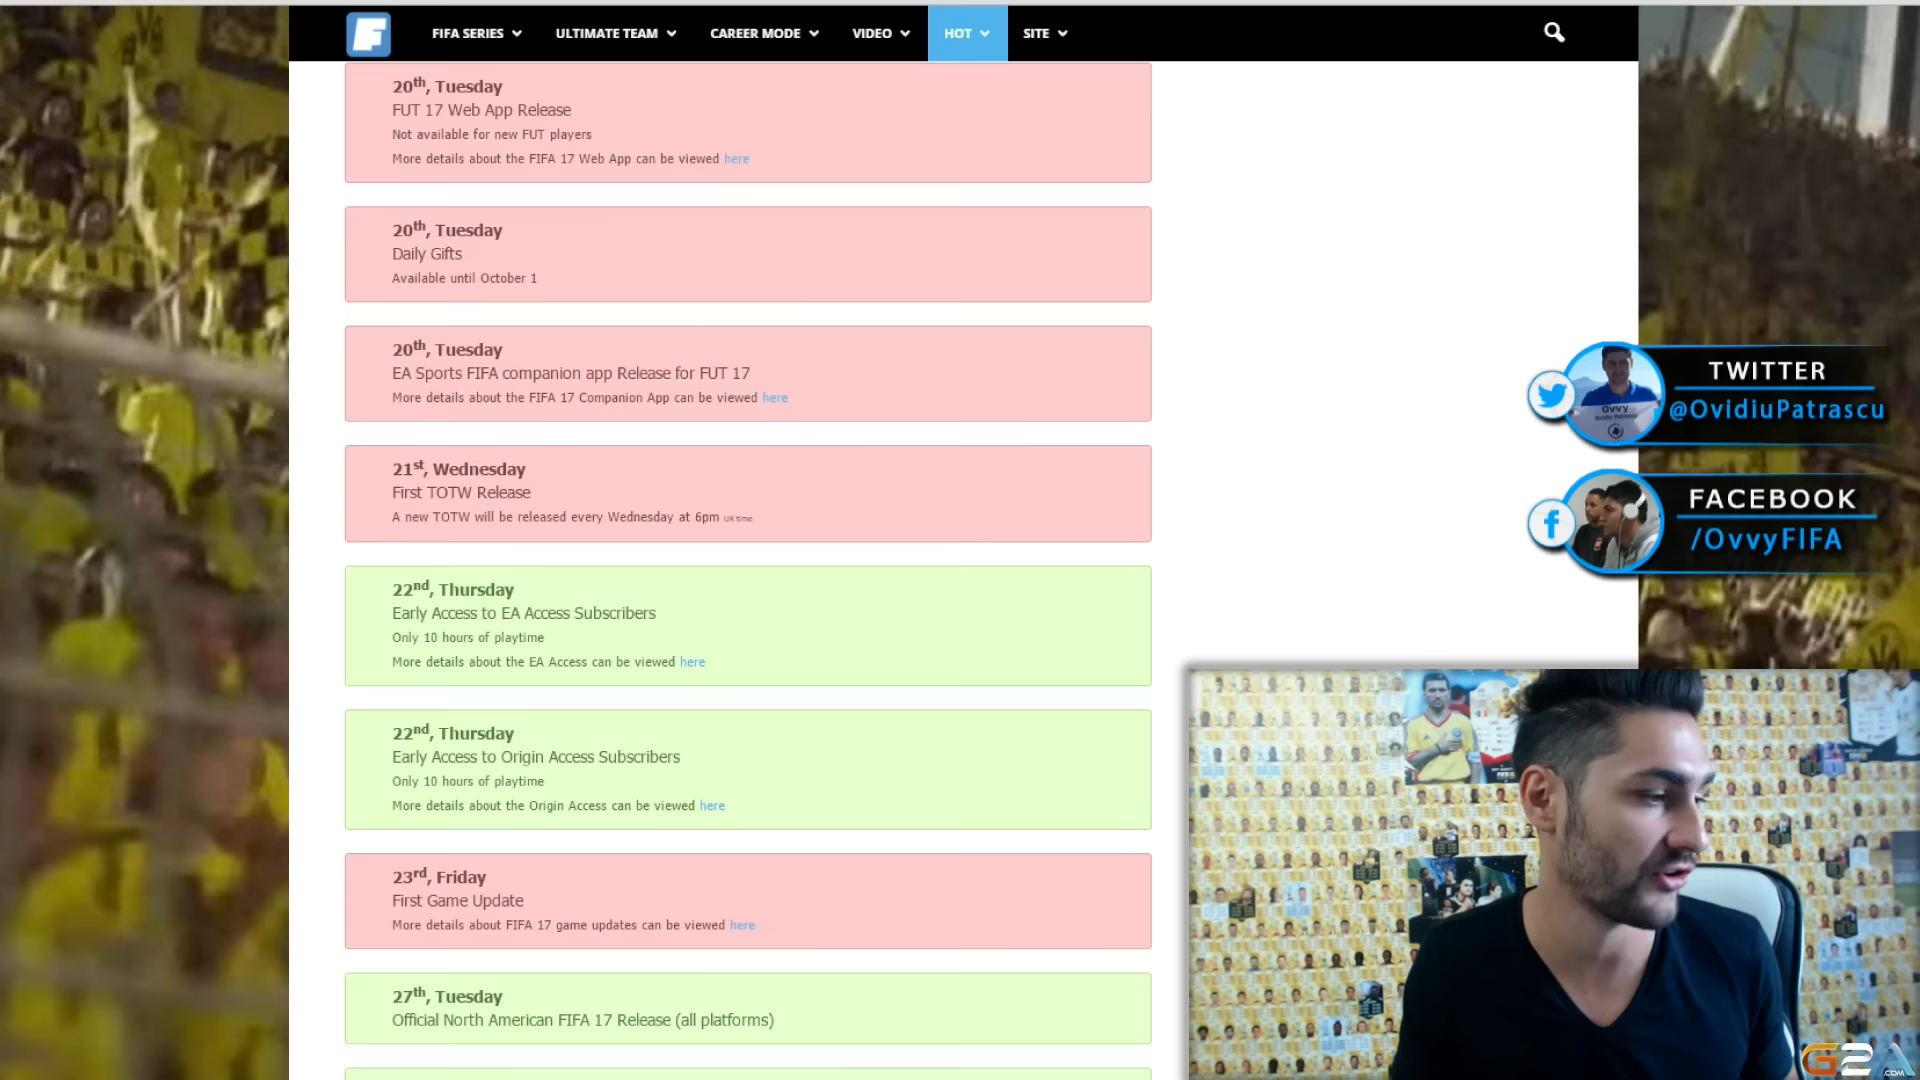 FIFA SERIES
ULTIMATE TEAM
CAREER MODE
VIDEO
HOT
SITE
20th, Tuesday
FUT 17 Web App Release
Not available for new FUT players
More details about the FIFA 17 Web App can be viewed here
20th, Tuesday
Daily Gifts
Available until October 1
20th, Tuesday
EA Sports FIFA companion app Release for FUT 17
More details about the FIFA 17 Companion App can be viewed here
21st, Wednesday
First TOTW Release
A new TOTW will be released every Wednesday at 6pm UK time
22nd, Thursday
Early Access to EA Access Subscribers
Only 10 hours of playtime
More details about the EA Access can be viewed here
22nd, Thursday
Early Access to Origin Access Subscribers
Only 10 hours of playtime
More details about the Origin Access can be viewed here
23rd, Friday
First Game Update
More details about FIFA 17 game updates can be viewed here
27th, Tuesday
Official North American FIFA 17 Release (all platforms)
TWITTER
@OvidiuPatrascu
Ovvy
FACEBOOK
/OvvyFIFA
G2A
.COM